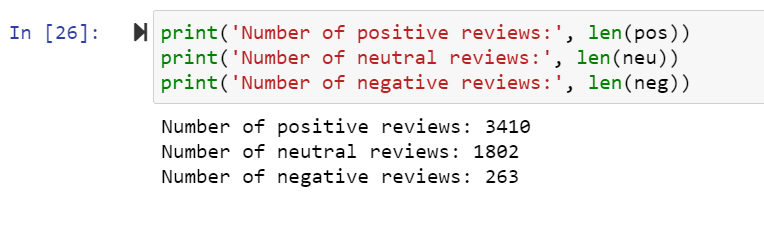 In [26]: print('Number of positive reviews:', len(pos))
print('Number of neutral reviews:', len(neu))
print('Number of negative reviews:', len(neg))
Number of positive reviews: 3410
Number of neutral reviews: 1802
Number of negative reviews: 263